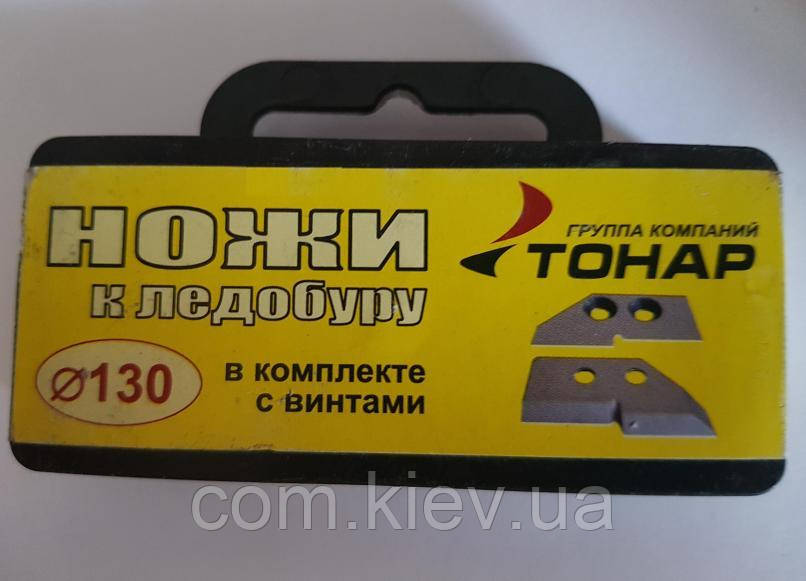 НОЖИ
к ледобуру
⌀130
в комплекте
с винтами
ГРУППА КОМПАНИЙ
ТОНАР
com.kiev.ua